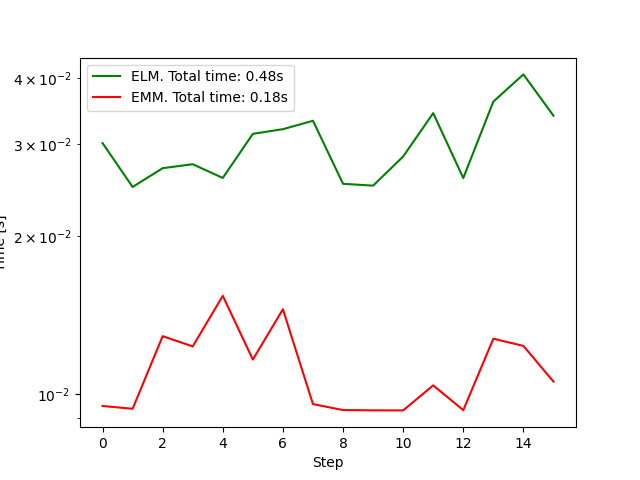 ELM. Total time: 0.48s
EMM. Total time: 0.18s
4 × 10⁻²
3 × 10⁻²
2 × 10⁻²
10⁻²
0 2 4 6 8 10 12 14
Step